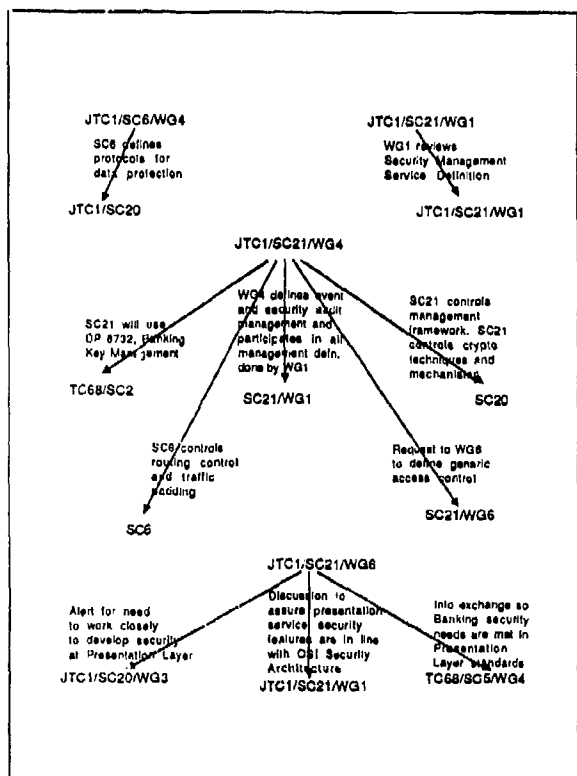 JTC1/SC6/WG4
SC6 defines
protocols for
data protection
JTC1/SC20
JTC1/SC21/WG1
WG1 reviews
Security Management
Service Definition
JTC1/SC21/WG1
JTC1/SC21/WG4
SC21 will use
DP 8732, Banking
Key Management
TC68/SC2
WG4 defines event
and security audit
management and
participates in all
management defn.
done by WG1
SC21/WG1
SC21 controls
management
framework. SC21
controls crypto
techniques and
mechanisms
SC20
SC6 controls
routing control
and traffic
padding
SC6
Request to WG6
to define generic
access control
SC21/WG6
JTC1/SC21/WG6
Alert for need
to work closely
to develop security
at Presentation Layer
JTC1/SC20/WG3
Discussion to
assure presentation
service security
features are in line
with OSI Security
Architecture
JTC1/SC21/WG1
Info exchange so
Banking security
needs are met in
Presentation
Layer standards
TC68/SC5/WG4